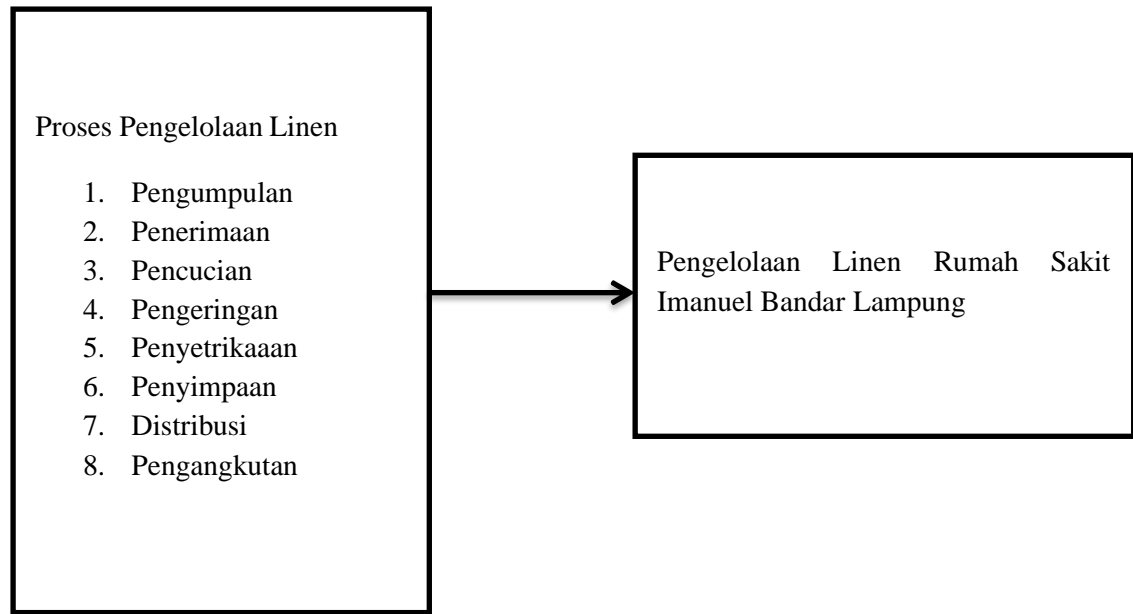 Proses Pengelolaan Linen
1. Pengumpulan
2. Penerimaan
3. Pencucian
4. Pengeringan
5. Penyetrikaaan
6. Penyimpaan
7. Distribusi
8. Pengangkutan
Pengelolaan Linen Rumah Sakit
Imanuel Bandar Lampung